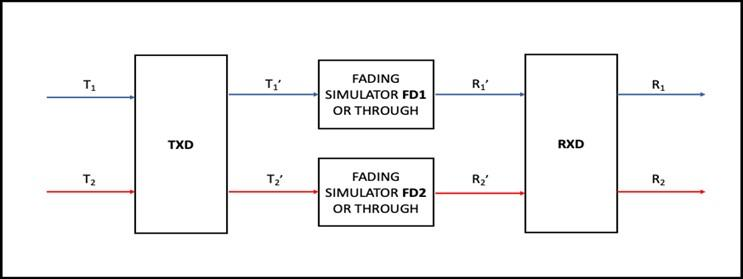 T₁
TXD
T₁’
FADING
SIMULATOR FD1
OR THROUGH
R₁’
RXD
R₁
T₂
T₂’
FADING
SIMULATOR FD2
OR THROUGH
R₂’
R₂